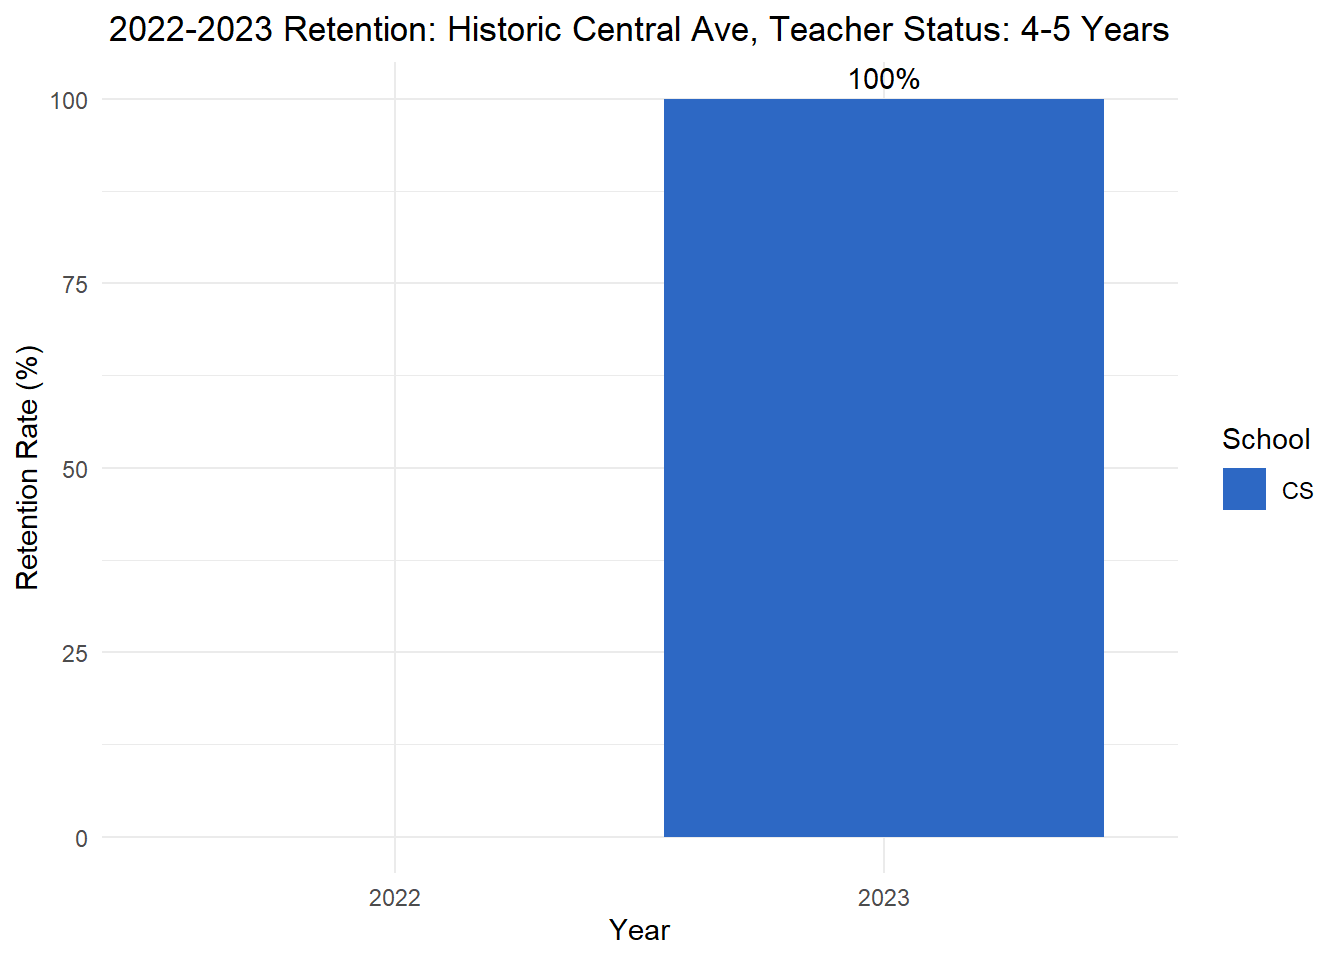 2022-2023 Retention: Historic Central Ave, Teacher Status: 4-5 Years
100%
100
75
50
25
0
Retention Rate (%)
2022
2023
Year
School
CS